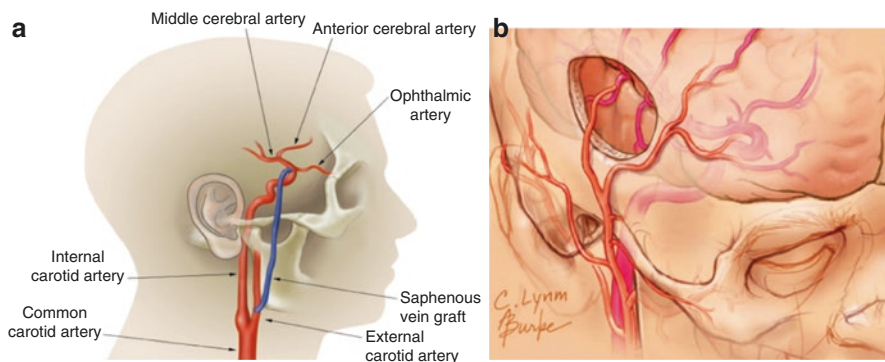 a
Middle cerebral artery
Anterior cerebral artery
Ophthalmic
artery
Internal
carotid artery
Common
carotid artery
Saphenous
vein graft
External
carotid artery
b
C. Lynm
Burke